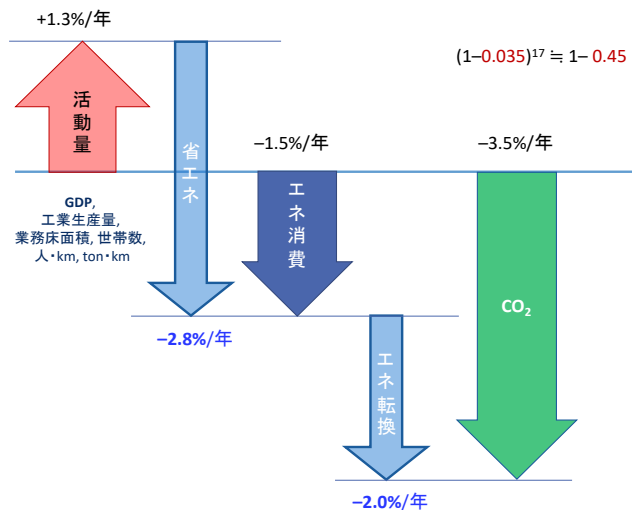 +1.3%/年
(1–0.035)¹⁷ ≒ 1– 0.45
活動量
省エネ
–1.5%/年
–3.5%/年
GDP,
工業生産量,
業務床面積, 世帯数,
人・km, ton・km
エネ消費
CO₂
–2.8%/年
エネ転換
–2.0%/年